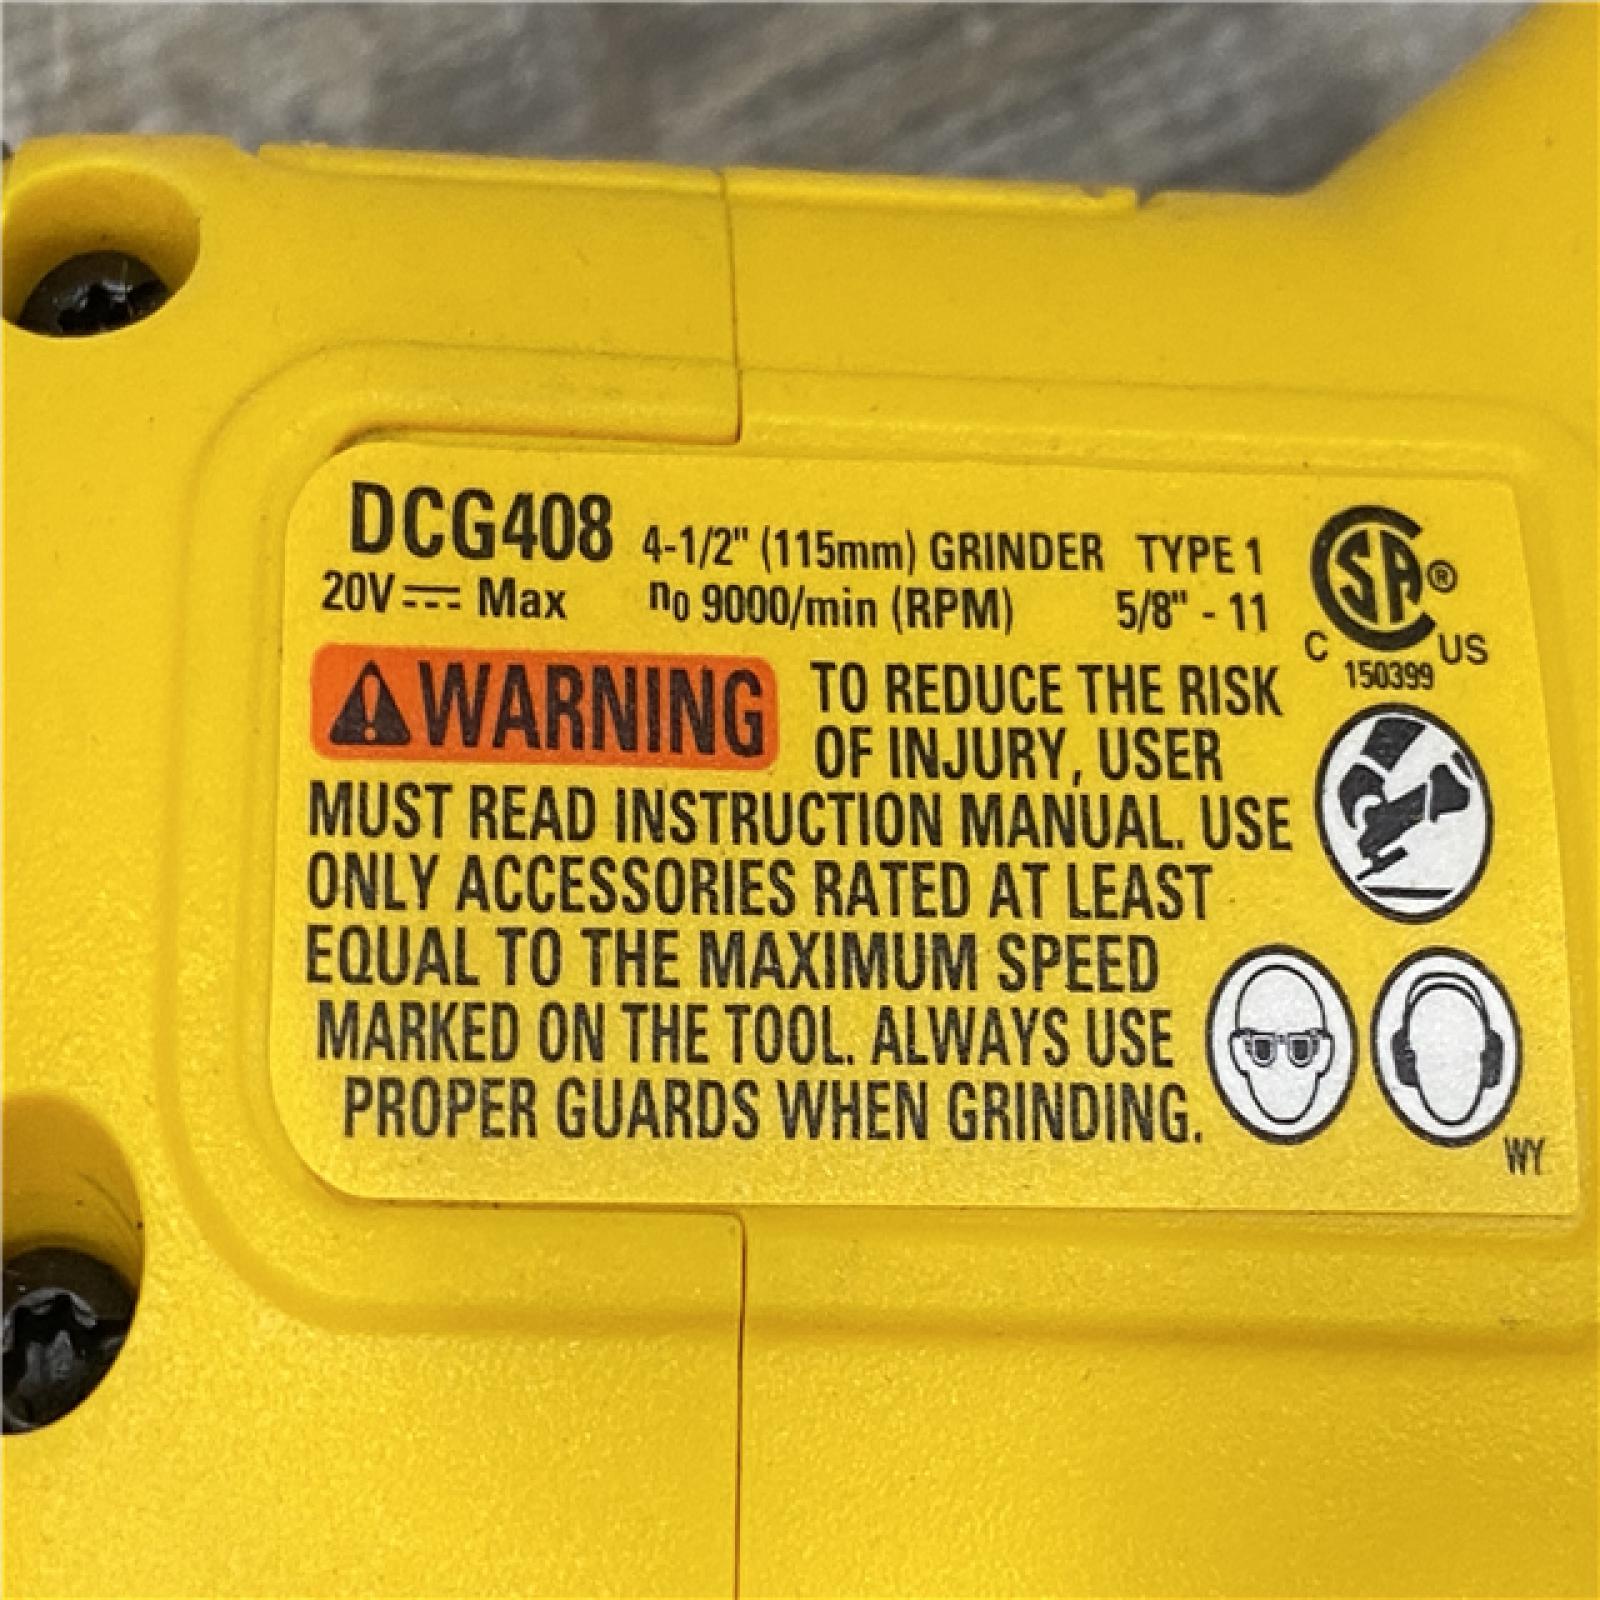 DCG408 4-1/2" (115mm) GRINDER TYPE 1
20V Max n0 9000/min (RPM) 5/8" - 11
SA ®
C US
150399
WARNING TO REDUCE THE RISK
OF INJURY, USER
MUST READ INSTRUCTION MANUAL. USE
ONLY ACCESSORIES RATED AT LEAST
EQUAL TO THE MAXIMUM SPEED
MARKED ON THE TOOL. ALWAYS USE
PROPER GUARDS WHEN GRINDING.
WY